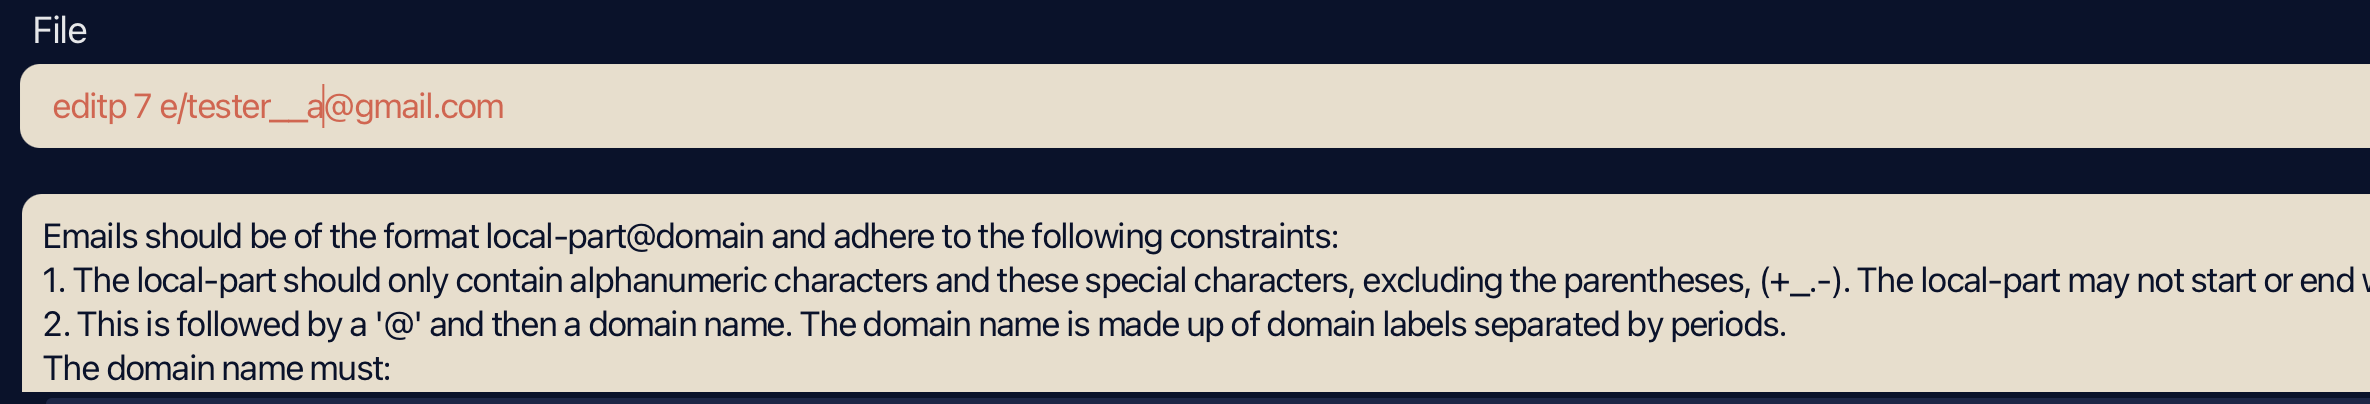 File
editp 7 e/tester__a@gmail.com
Emails should be of the format local-part@domain and adhere to the following constraints:
1. The local-part should only contain alphanumeric characters and these special characters, excluding the parentheses, (+_.-). The local-part may not start or end
2. This is followed by a '@' and then a domain name. The domain name is made up of domain labels separated by periods.
The domain name must: